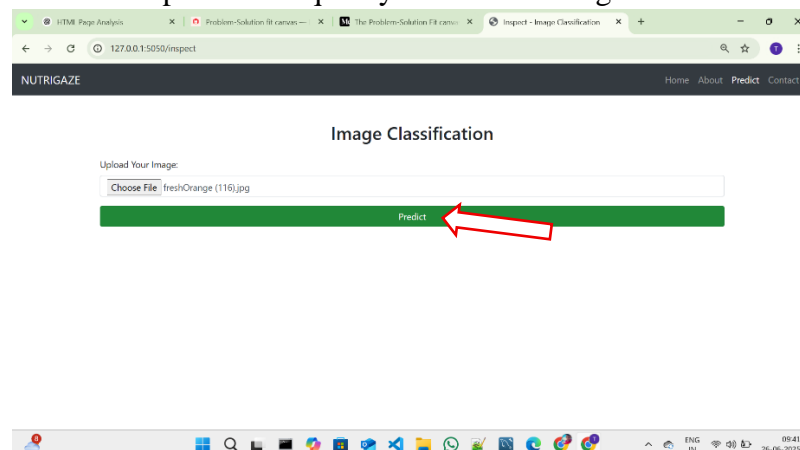 HTML Page Analysis
Problem-Solution fit canvas —
The Problem-Solution Fit canvas
Inspect - Image Classification
127.0.0.1:5050/inspect
NUTRIGAZE
Home About Predict Contact
Image Classification
Upload Your Image:
Choose File freshOrange (116).jpg
Predict
8
ENG
IN
09:41
26-06-2025